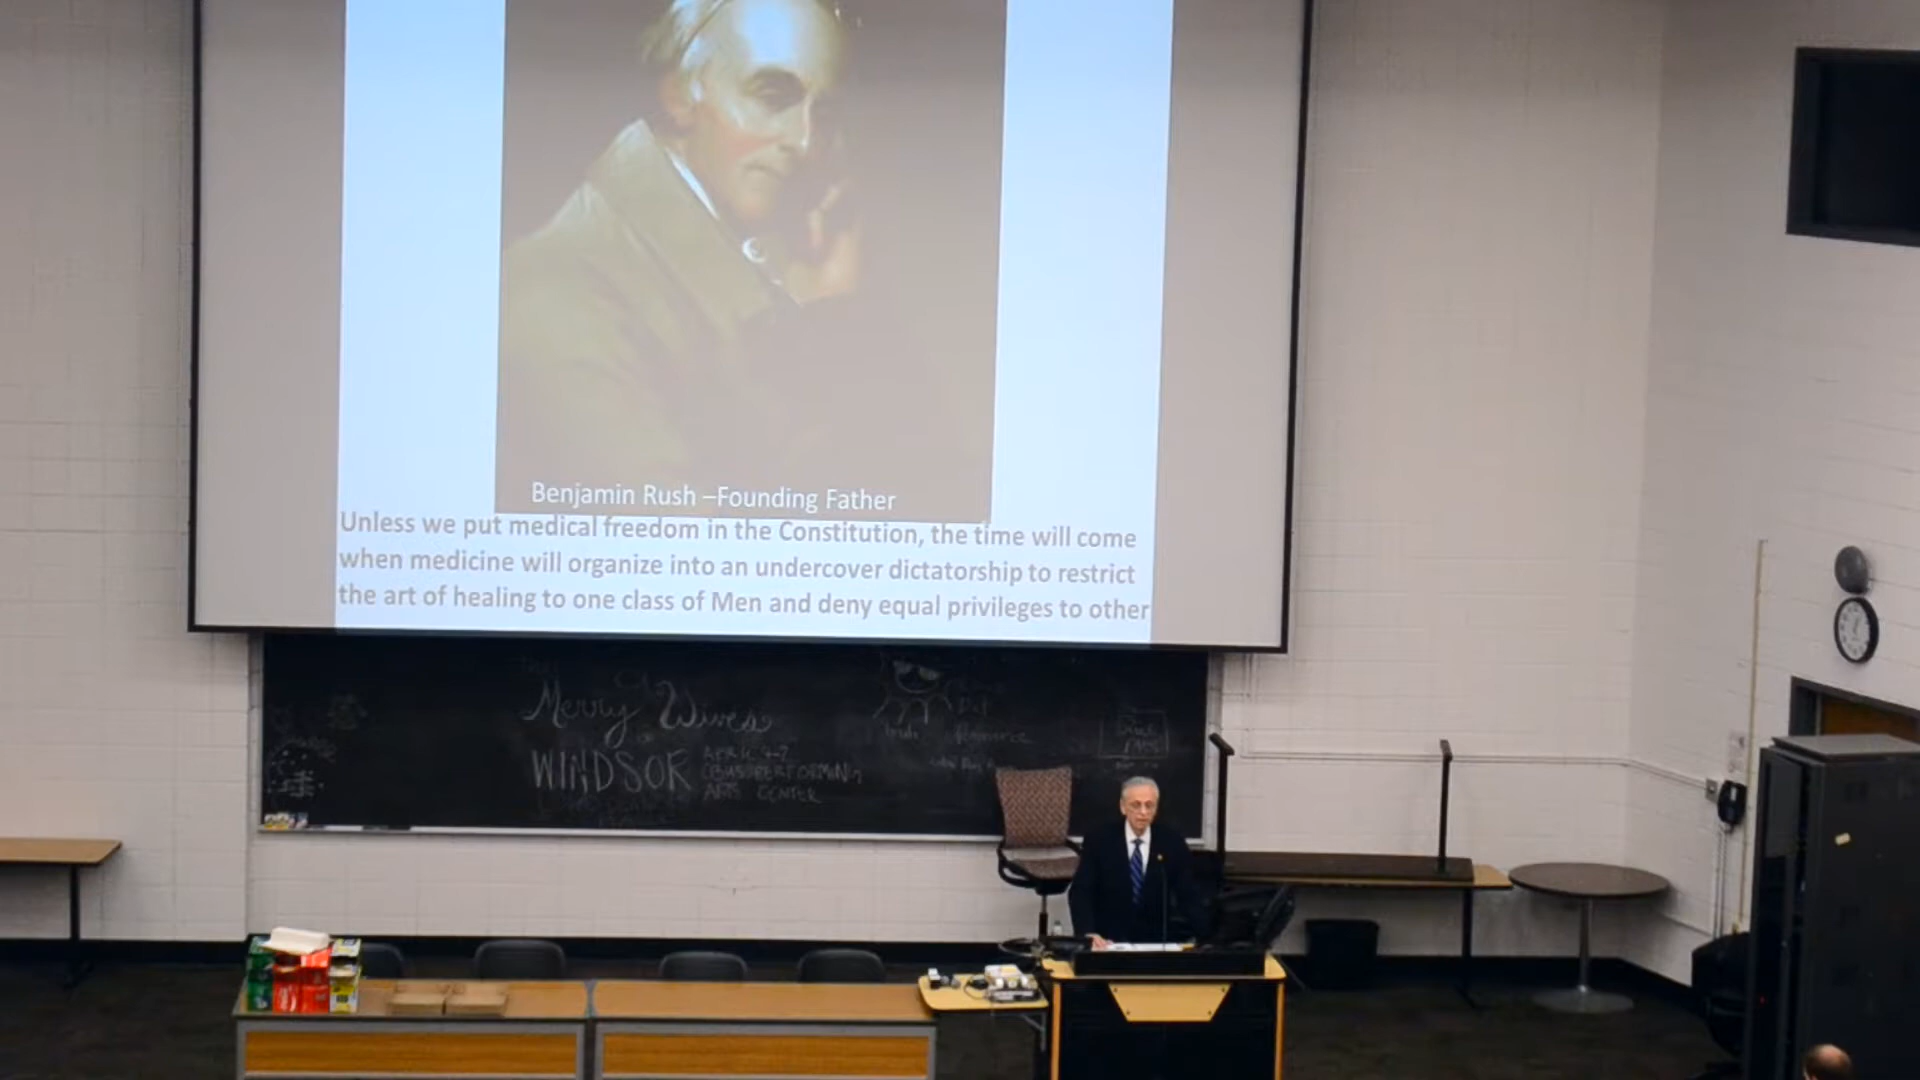 Benjamin Rush –Founding Father
Unless we put medical freedom in the Constitution, the time will come
when medicine will organize into an undercover dictatorship to restrict
the art of healing to one class of Men and deny equal privileges to other
Merry Wives
WINDSOR
ARTS CENTER